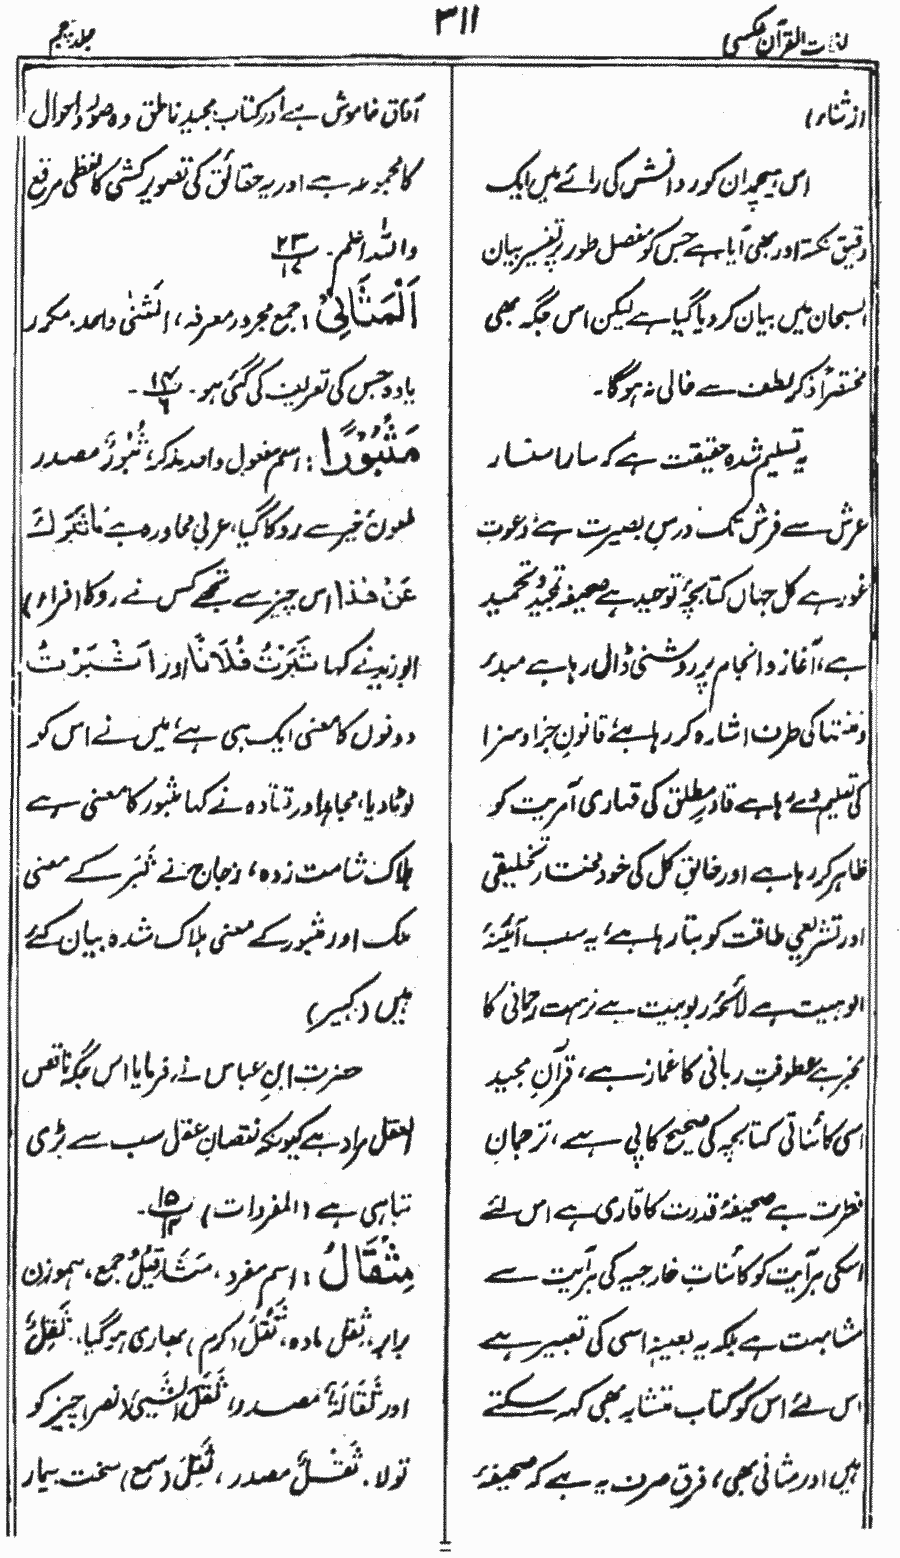 لغات القرآن عکسی
۳۱۱
جلد پنجم
ازثناء)
اس ہیچمدان کور دانش کی رائے میں ایک
دقیق نکتہ اور بھی آیا ہے جس کو مفصل طور پر تفسیر بیان
السبحان میں بیان کر دیا گیا ہے لیکن اس جگہ بھی
مختصراً ذکر لطف سے خالی نہ ہوگا۔
یہ تسلیم شدہ حقیقت ہے کہ سارا سنسار
عرش سے فرش تک درسِ بصیرت ہے، دعوت
غور ہے کل جہاں کتابچۂ توحید ہے صحیفۂ تمجید و تحمید
ہے، آغاز و انجام پر روشنی ڈال رہا ہے مبدء
و منتہا کی طرف اشارہ کر رہا ہے، قانونِ جزا و سزا
کی تعلیم دے رہا ہے قادرِ مطلق کی قہاری آمریت کو
ظاہر کر رہا ہے اور خالقِ کل کی خود مختار تخلیقی
اور تشریعی طاقت کو بتا رہا ہے، یہ سب آئینۂ
الوہیت ہے لائحۂ ربوبیت ہے نزہت رحمانی کا
مخبر ہے عطوفتِ ربانی کا غماز ہے، قرآنِ مجید
اسی کائناتی کتابچہ کی صحیح کاپی ہے، ترجمان
فطرت ہے صحیفۂ قدرت کا قاری ہے اس لئے
اسکی ہر آیت کو کائناتِ خارجیہ کی ہر آیت سے
مشابہت ہے بلکہ یہ بعینہٖ اسی کی تعبیر ہے
اس لئے اس کو کتاب متشابہ بھی کہہ سکتے
ہیں اور مثانی بھی، فرق صرف یہ ہے کہ صحیفۂ
آفاق خاموش ہے اور کتاب مجید ناطق وہ صور و احوال
کا مجموعہ ہے اور یہ حقائق کی تصویر کشی کا لفظی مرقع
واللہ اعلم۔ ۲۳/۱۷
اَلْمَثَانِیْ: جمع مجرور معرفہ، اَلْمَثْنٰی واحد۔ مکرر
یا وہ جس کی تعریف کی گئی ہو۔ ۱۴/۶۔
مَثْبُوْرًا: اسم مفعول واحد مذکر، ثُبُوْرٌ مصدر
ملعون، خیر سے روکا گیا، عربی محاورہ ہے مَا ثَبَرَكَ
عَنْ هٰذَا اس چیز سے تجھے کس نے روکا (فراء)
ابوزید نے کہا ثَبَرْتُ فُلَانًا اور اَثْبَرْتُ
دونوں کا معنی ایک ہی ہے، میں نے اس کو
لوٹا دیا، مجاہد اور قتادہ نے کہا مثبور کا معنی ہے
ہلاک شامت زدہ، زجاج نے ثُبِرَ کے معنی
ہلک اور مثبور کے معنی ہلاک شدہ بیان کئے
ہیں (کبیر)
حضرت ابنِ عباس نے فرمایا اس جگہ ناقص
العقل مراد ہے کیونکہ نقصانِ عقل سب سے بڑی
تباہی ہے (المفردات) ۱۵/۱۲۔
مِثْقَالَ: اسم مفرد، مَثَاقِیْلُ جمع، ہموزن
برابر، ثِقْل مادہ، ثَقُلَ (کرم) بھاری ہو گیا، ثِقَلٌ
اور ثَقَالَةٌ مصدر و ثَقَلَ الشَّیْئَ (نصر) چیز کو
تولا۔ ثَقْلٌ مصدر، ثَقِلَ (سمع) سخت بیمار